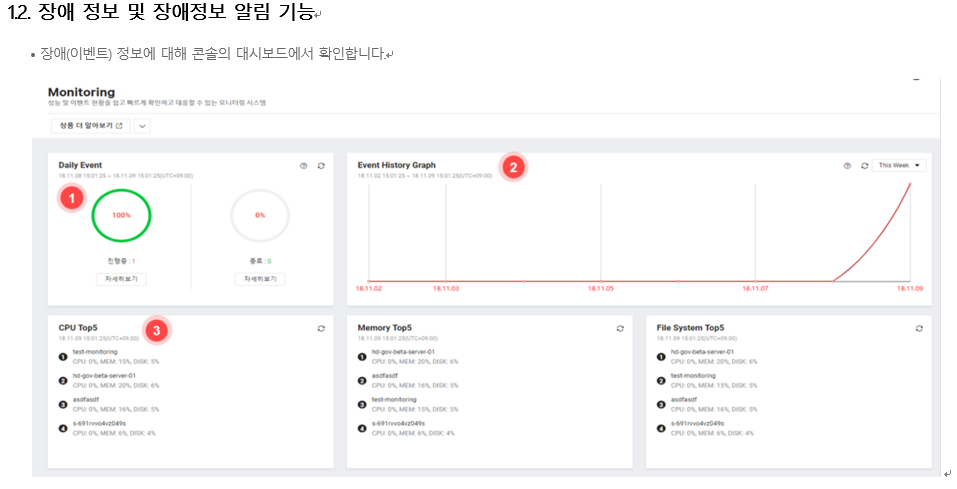 1.2. 장애 정보 및 장애정보 알림 기능
• 장애(이벤트) 정보에 대해 콘솔의 대시보드에서 확인합니다.
Monitoring
성능 및 이벤트 현황을 쉽고 빠르게 확인하고 대응할 수 있는 모니터링 시스템
상품 더 알아보기
Daily Event
18.11.08 15:01:25 ~ 18.11.09 15:01:25(UTC+09:00)
1
100%
0%
진행중 : 1
종료 : 0
자세히보기
자세히보기
Event History Graph
2
This Week
18.11.02 15:01:25 ~ 18.11.09 15:01:25(UTC+09:00)
18.11.02
18.11.03
18.11.05
18.11.07
18.11.09
CPU Top5
3
18.11.09 15:01:25(UTC+09:00)
1 test-monitoring
CPU: 0%, MEM: 15%, DISK: 5%
2 hd-gov-beta-server-01
CPU: 0%, MEM: 20%, DISK: 6%
3 asdfasdf
CPU: 0%, MEM: 16%, DISK: 5%
4 s-691rvvo4vz049s
CPU: 0%, MEM: 6%, DISK: 4%
Memory Top5
18.11.09 15:01:25(UTC+09:00)
1 hd-gov-beta-server-01
CPU: 0%, MEM: 20%, DISK: 6%
2 asdfasdf
CPU: 0%, MEM: 16%, DISK: 5%
3 test-monitoring
CPU: 0%, MEM: 15%, DISK: 5%
4 s-691rvvo4vz049s
CPU: 0%, MEM: 6%, DISK: 4%
File System Top5
18.11.09 15:01:25(UTC+09:00)
1 hd-gov-beta-server-01
CPU: 0%, MEM: 20%, DISK: 6%
2 test-monitoring
CPU: 0%, MEM: 15%, DISK: 5%
3 asdfasdf
CPU: 0%, MEM: 16%, DISK: 5%
4 s-691rvvo4vz049s
CPU: 0%, MEM: 6%, DISK: 4%